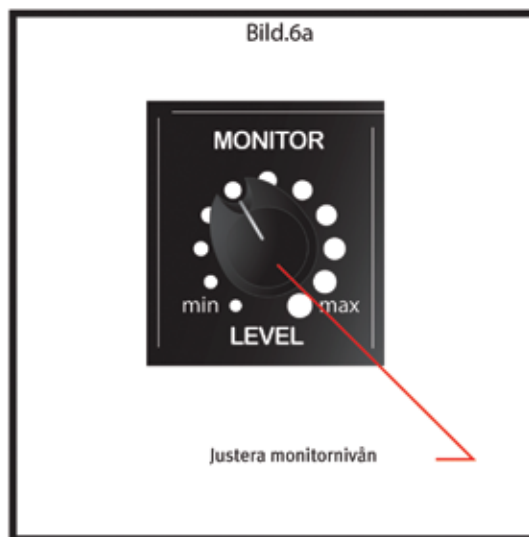 Bild.6a
MONITOR
min max
LEVEL
Justera monitornivån